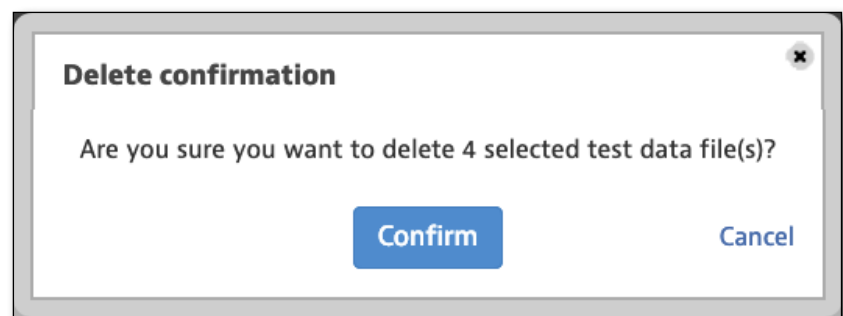 Delete confirmation
Are you sure you want to delete 4 selected test data file(s)?
Confirm
Cancel